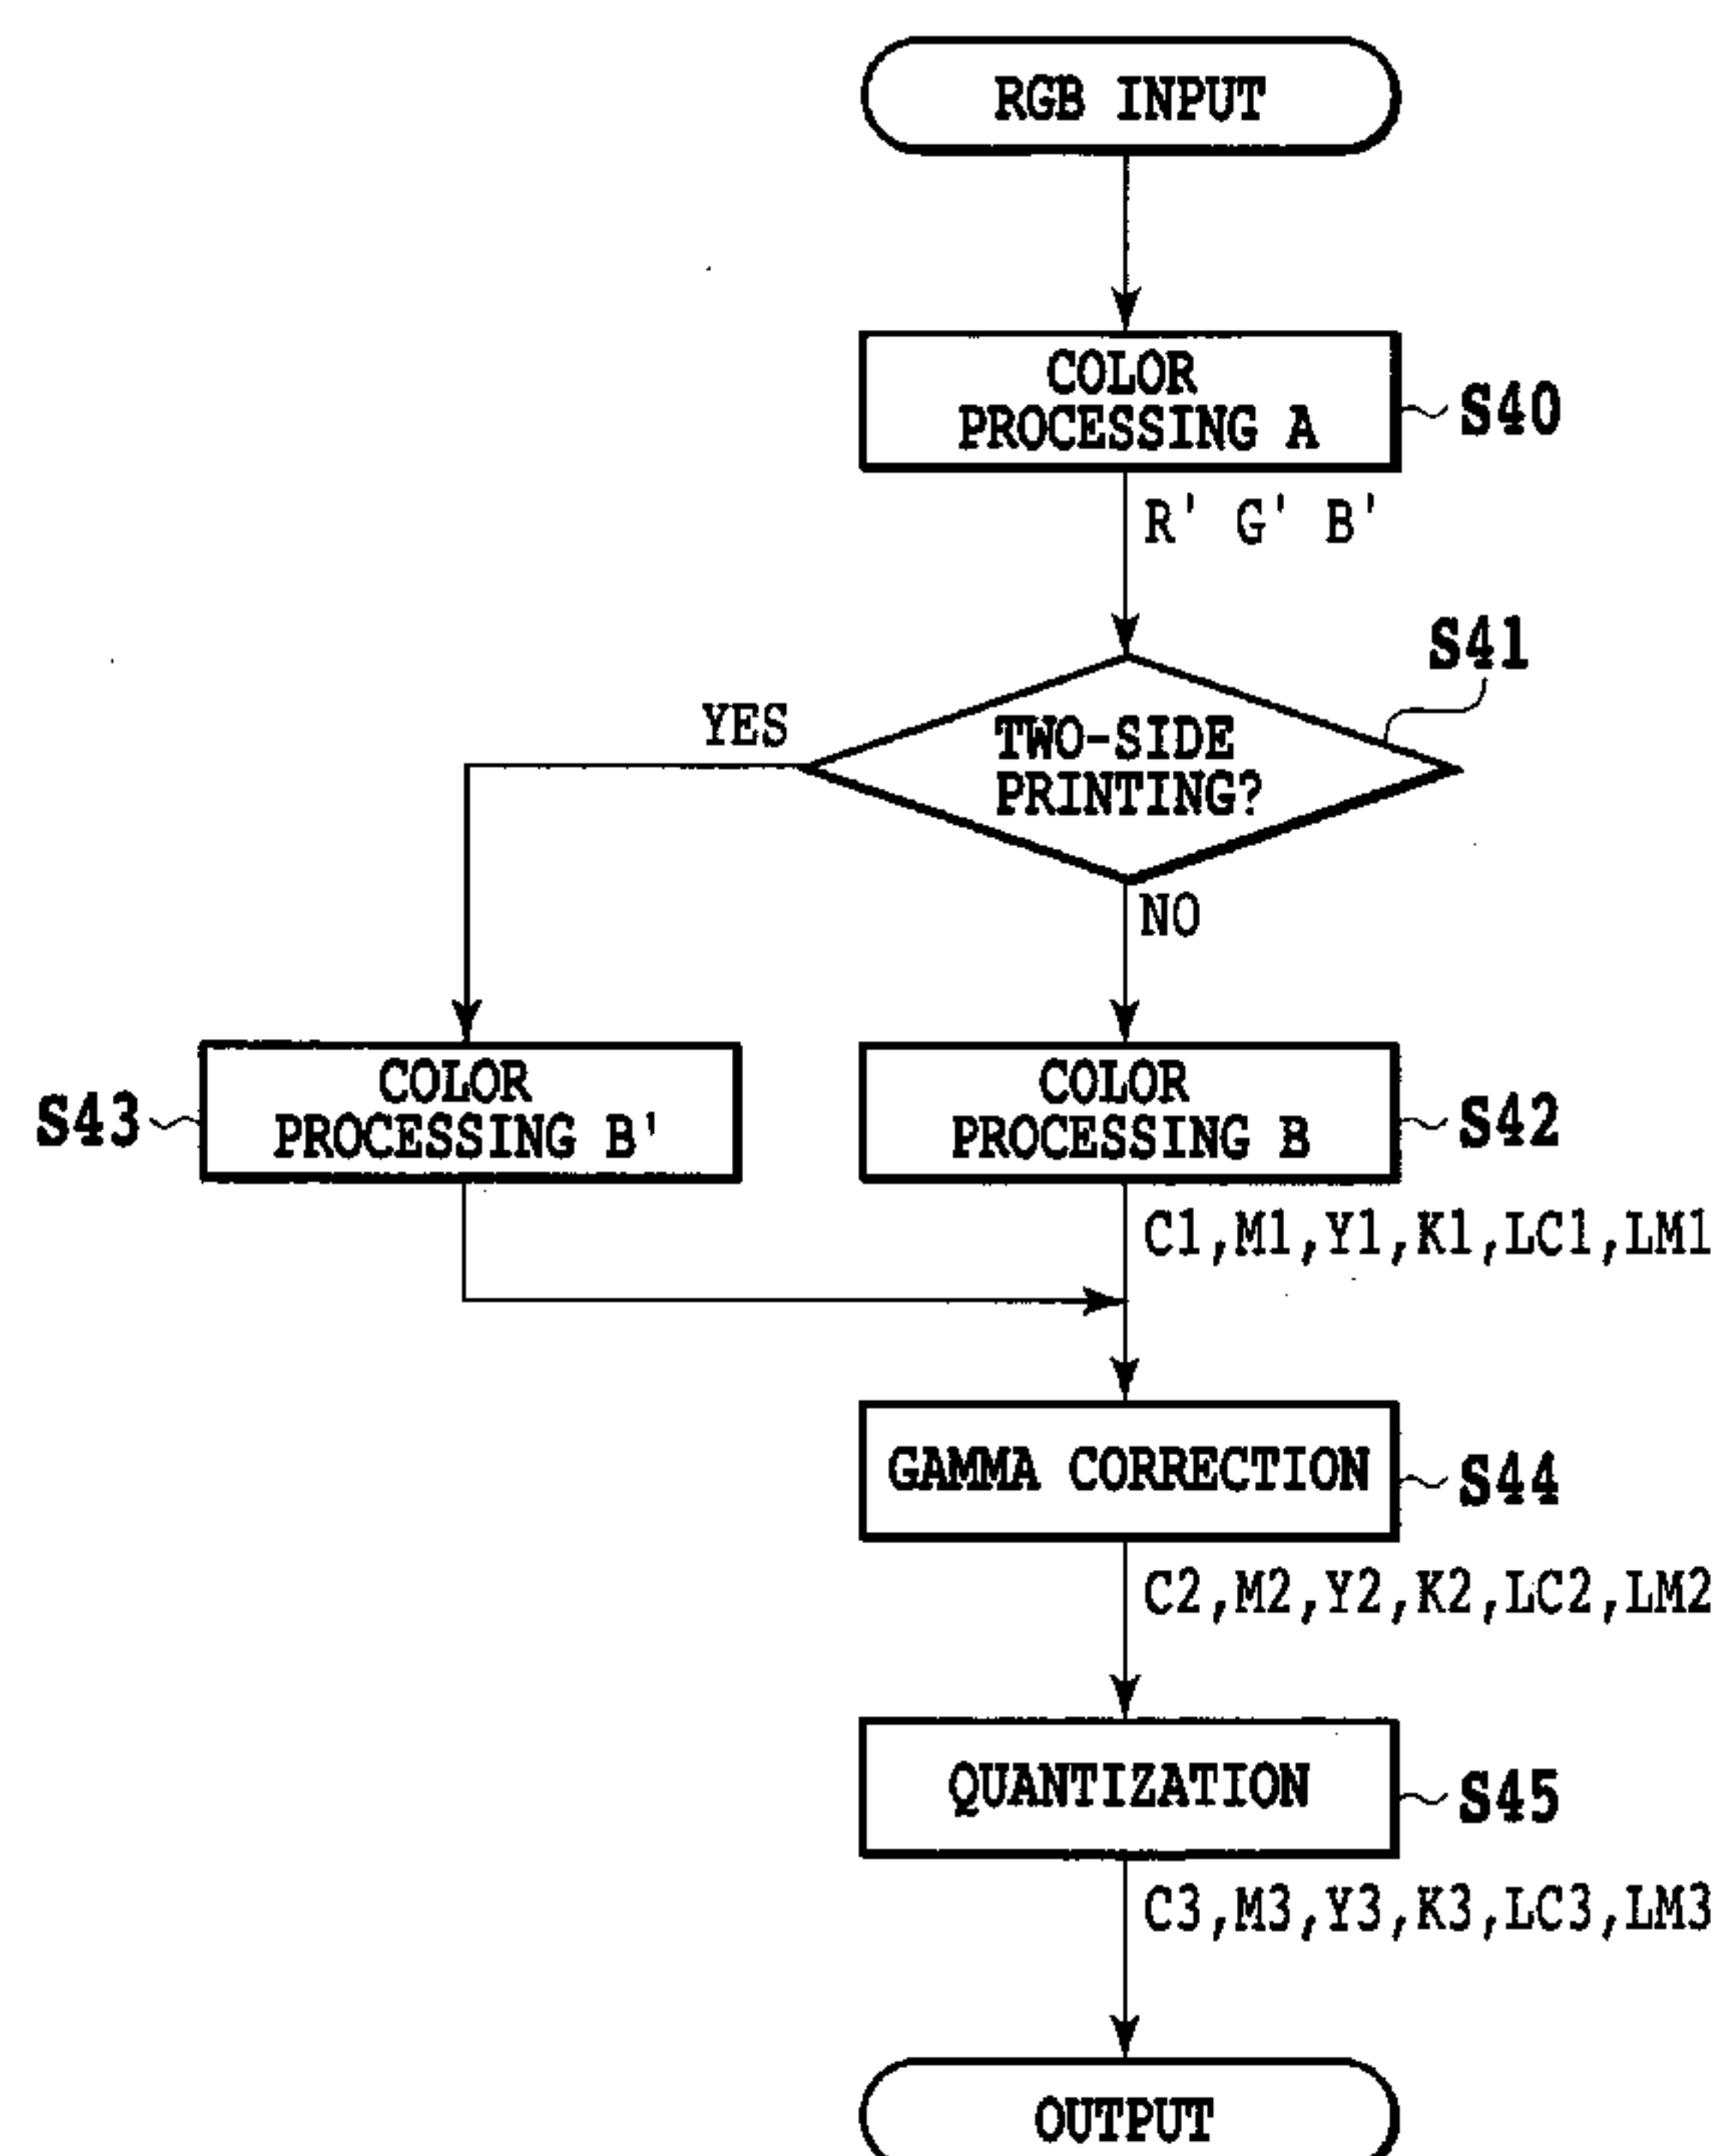 RGB INPUT
COLOR
PROCESSING A
S40
R' G' B'
S41
YES
TWO-SIDE
PRINTING?
NO
S43
COLOR
PROCESSING B'
COLOR
PROCESSING B
S42
C1,M1,Y1,K1,LC1,LM1
GAMMA CORRECTION
S44
C2,M2,Y2,K2,LC2,LM2
QUANTIZATION
S45
C3,M3,Y3,K3,LC3,LM3
OUTPUT